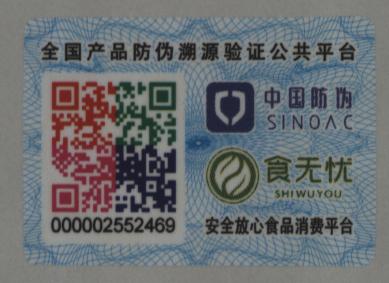 全国产品防伪溯源验证公共平台
中国防伪
SINOAC
食无忧
SHIWUYOU
000002552469
安全放心食品消费平台